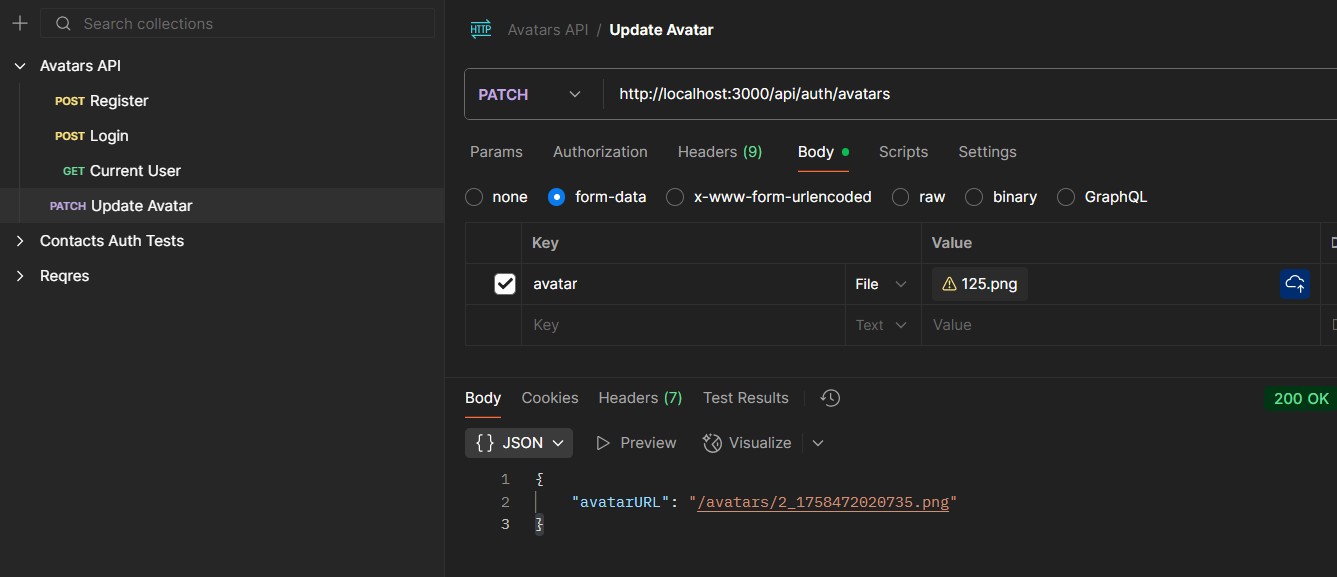 Search collections
Avatars API
POST Register
POST Login
GET Current User
PATCH Update Avatar
Contacts Auth Tests
Reqres
HTTP Avatars API / Update Avatar
PATCH http://localhost:3000/api/auth/avatars
Params Authorization Headers (9) Body Scripts Settings
none form-data x-www-form-urlencoded raw binary GraphQL
Key Value
avatar File 125.png
Key Text Value
Body Cookies Headers (7) Test Results 200 OK
{} JSON Preview Visualize
1 {
2 "avatarURL": "/avatars/2_1758472020735.png"
3 }